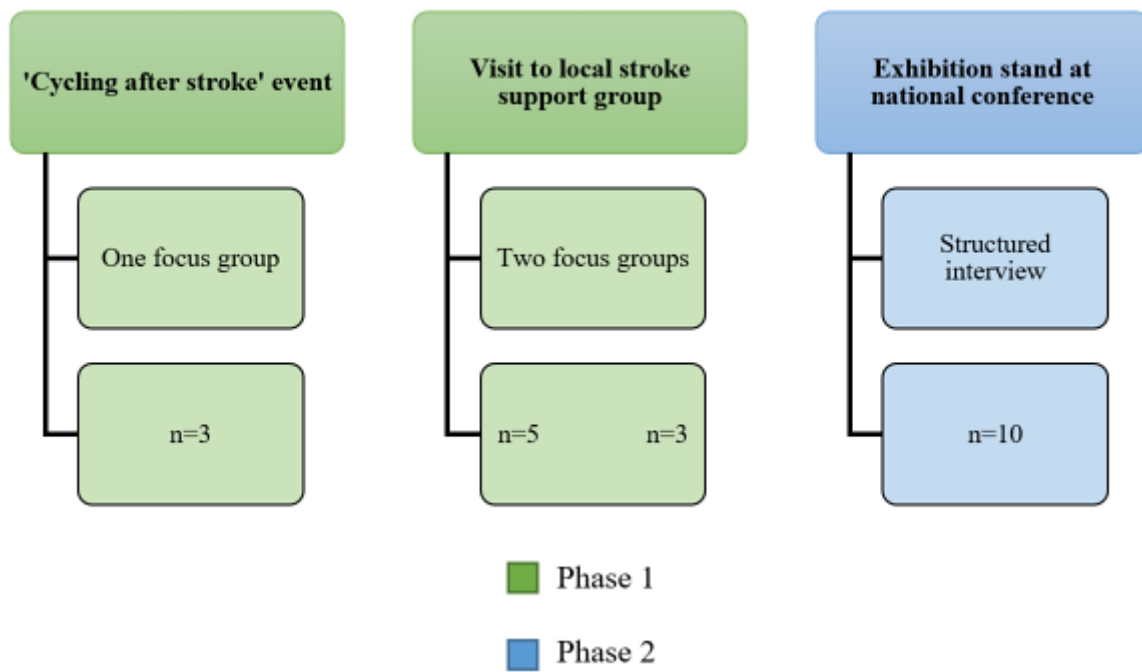 'Cycling after stroke' event
One focus group
n=3
Visit to local stroke
support group
Two focus groups
n=5 n=3
Exhibition stand at
national conference
Structured
interview
n=10
Phase 1
Phase 2